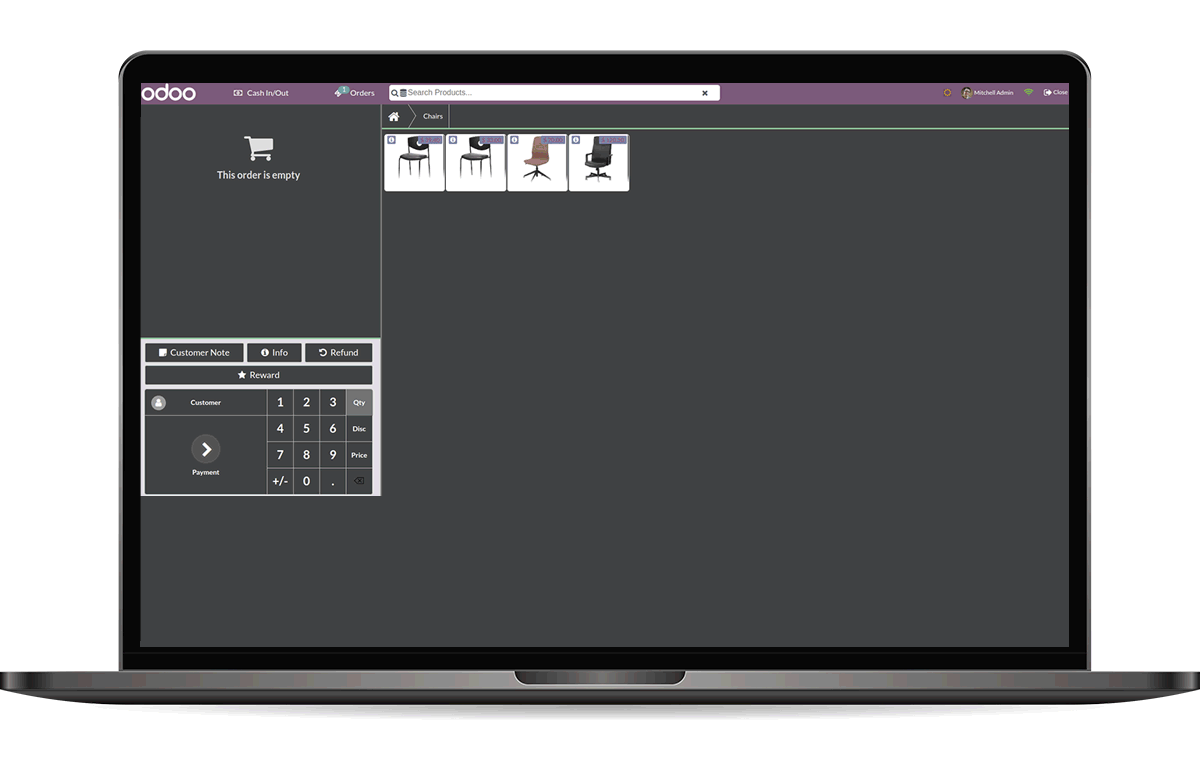 odoo
Cash In/Out
1
Orders
Search Products...
Mitchell Admin
Close
Chairs
This order is empty
Customer Note
Info
Refund
Reward
Customer
1 2 3 Qty
4 5 6 Disc
7 8 9 Price
+/- 0 .
Payment